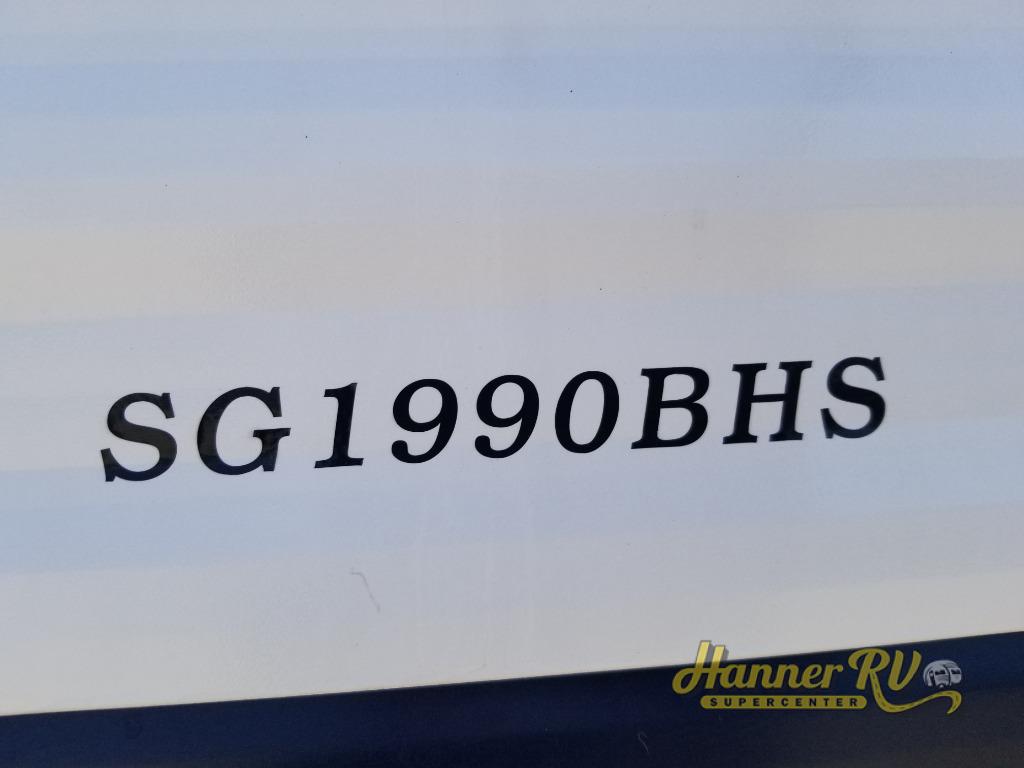 SG1990BHS
Hanner RV
SUPERCENTER